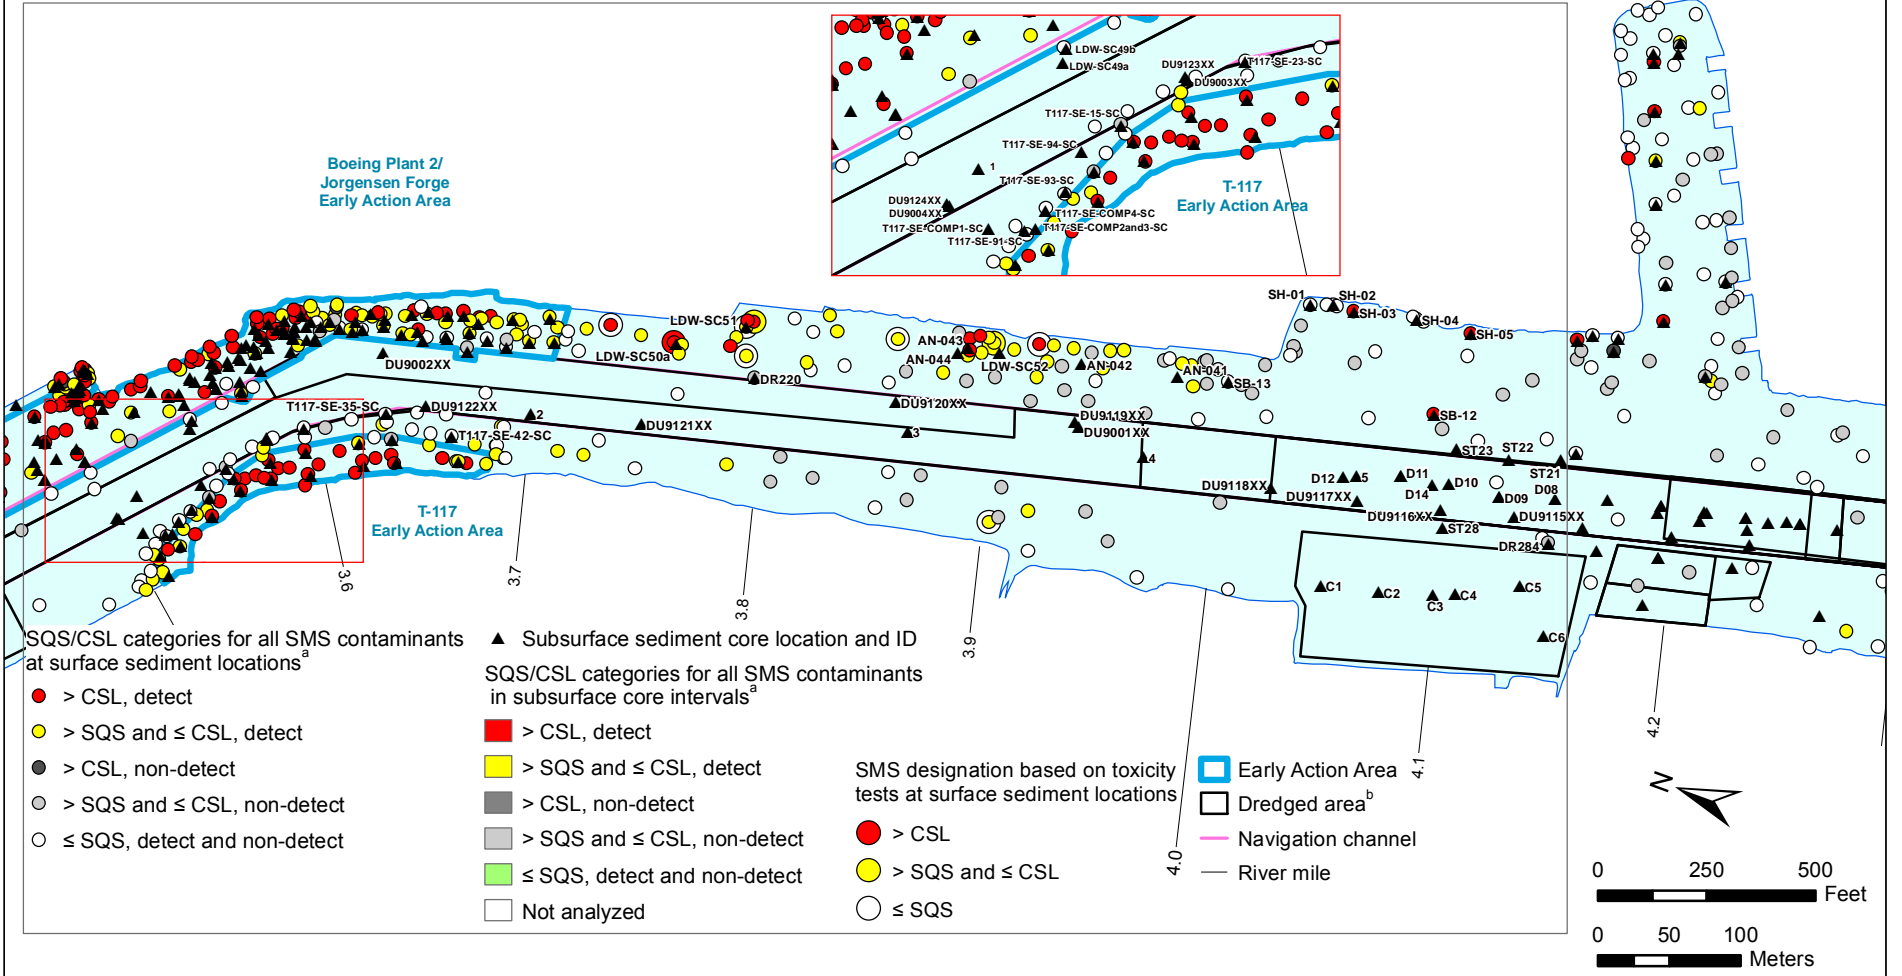 LDW-SC49b
LDW-SC49a
DU9123XX
DU9003XX
T117-SE-23-SC
T117-SE-15-SC
T117-SE-94-SC
1
T117-SE-93-SC
DU9124XX
DU9004XX
T117-SE-COMP4-SC
T117-SE-COMP1-SC
T117-SE-COMP2and3-SC
T117-SE-91-SC
T-117
Early Action Area
Boeing Plant 2/
Jorgensen Forge
Early Action Area
SH-01
SH-02
SH-03
SH-04
SH-05
LDW-SC51
LDW-SC50a
AN-043
AN-044
LDW-SC52
AN-042
AN-041
SB-13
DR220
DU9002XX
T117-SE-35-SC
DU9122XX
2
T117-SE-42-SC
DU9121XX
DU9120XX
3
DU9119XX
DU9001XX
4
SB-12
ST23
ST22
ST21
DU9118XX
D12
5
D11
D14
D10
D09
D08
DU9117XX
DU9116XX
ST28
DU9115XX
DR284
C1
C2
C3
C4
C5
C6
T-117
Early Action Area
3.6
3.7
3.8
3.9
4.0
4.1
4.2
SQS/CSL categories for all SMS contaminants
at surface sediment locations^a
> CSL, detect
> SQS and ≤ CSL, detect
> CSL, non-detect
> SQS and ≤ CSL, non-detect
≤ SQS, detect and non-detect
Subsurface sediment core location and ID
SQS/CSL categories for all SMS contaminants
in subsurface core intervals^a
> CSL, detect
> SQS and ≤ CSL, detect
> CSL, non-detect
> SQS and ≤ CSL, non-detect
≤ SQS, detect and non-detect
Not analyzed
SMS designation based on toxicity
tests at surface sediment locations
> CSL
> SQS and ≤ CSL
≤ SQS
Early Action Area
Dredged area^b
Navigation channel
River mile
N
0 250 500
Feet
0 50 100
Meters